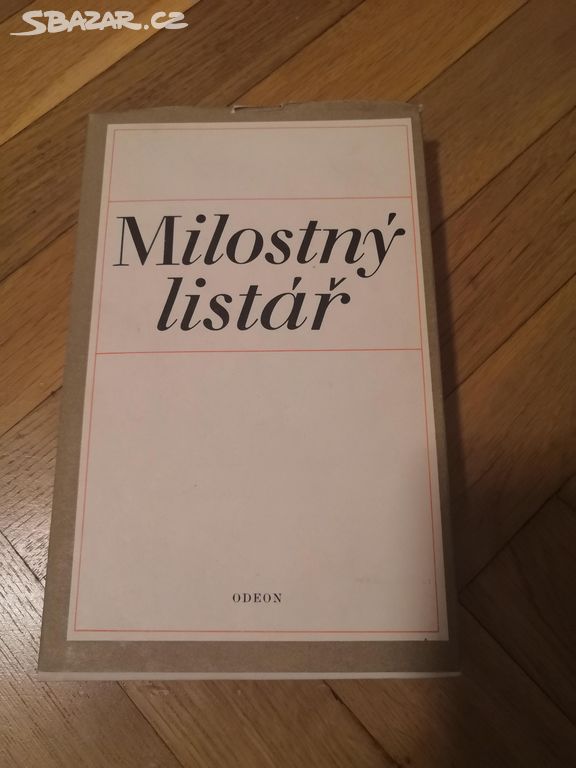 SBAZAR.CZ
Milostný
listář
ODEON